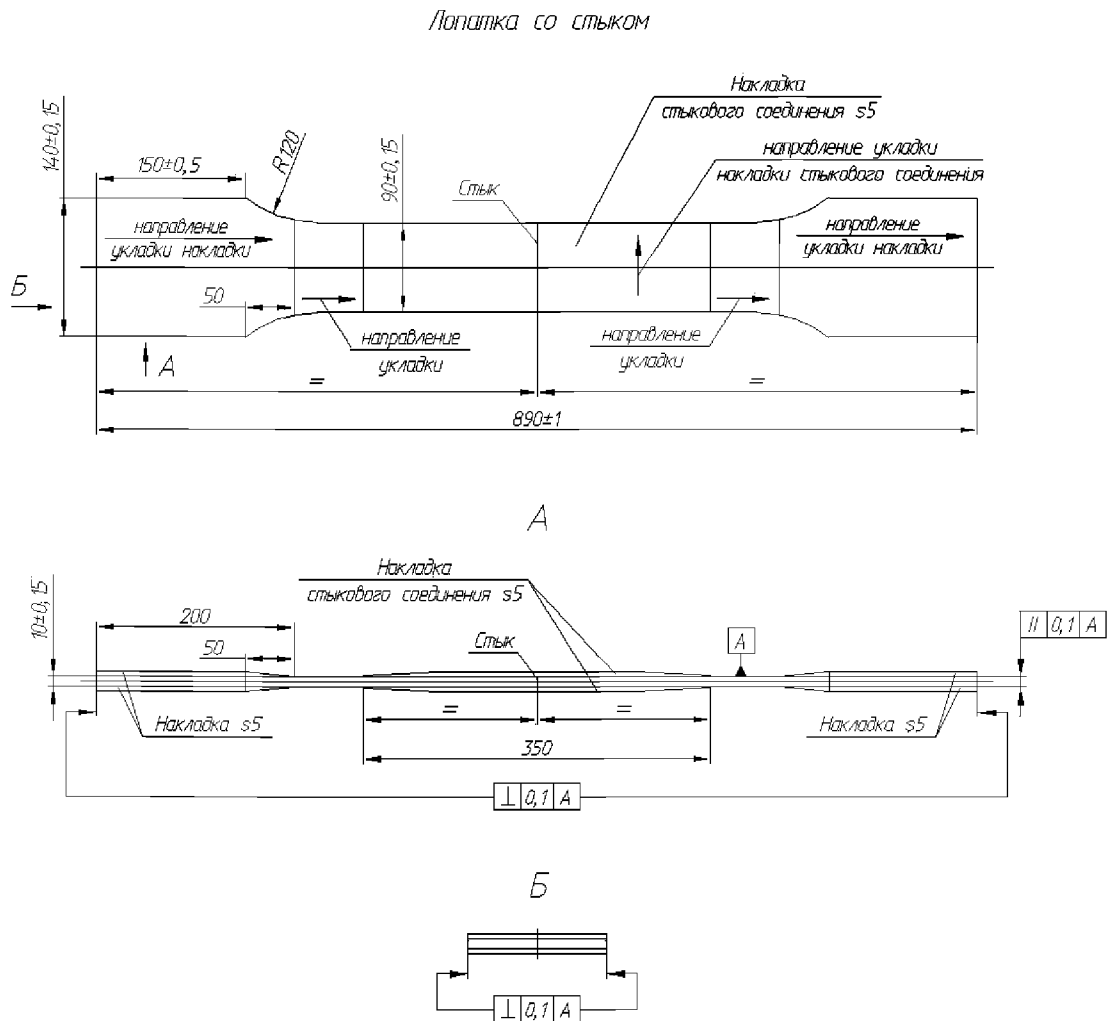 Лопатка со стыком
Накладка
стыкового соединения s5
направление укладки
накладки стыкового соединения
140±0,15
150±0,5
R120
90±0,15
Стык
направление
укладки накладки
направление
укладки накладки
Б
50
направление
укладки
направление
укладки
А
=
=
890±1
А
Накладка
стыкового соединения s5
10±0,15
200
50
Стык
А
// 0,1 А
Накладка s5
=
=
Накладка s5
350
⊥ 0,1 А
Б
⊥ 0,1 А